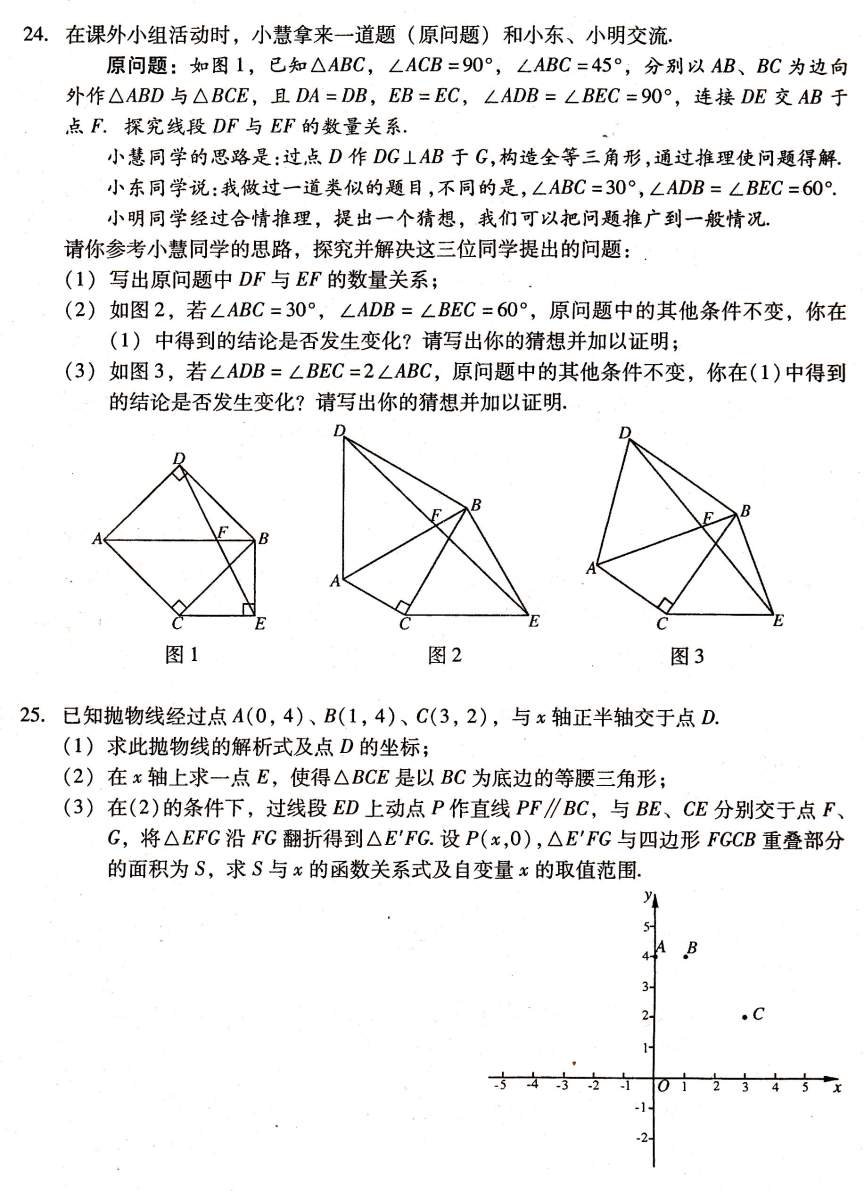 24. 在课外小组活动时，小慧拿来一道题（原问题）和小东、小明交流.
原问题：如图1，已知△ABC，∠ACB=90°，∠ABC=45°，分别以AB、BC为边向
外作△ABD与△BCE，且DA=DB，EB=EC，∠ADB=∠BEC=90°，连接DE交AB于
点F. 探究线段DF与EF的数量关系.
小慧同学的思路是:过点D作DG⊥AB于G,构造全等三角形,通过推理使问题得解.
小东同学说:我做过一道类似的题目,不同的是,∠ABC=30°,∠ADB=∠BEC=60°.
小明同学经过合情推理，提出一个猜想，我们可以把问题推广到一般情况.
请你参考小慧同学的思路，探究并解决这三位同学提出的问题：
(1) 写出原问题中DF与EF的数量关系；
(2) 如图2，若∠ABC=30°，∠ADB=∠BEC=60°，原问题中的其他条件不变，你在
(1) 中得到的结论是否发生变化？请写出你的猜想并加以证明；
(3) 如图3，若∠ADB=∠BEC=2∠ABC，原问题中的其他条件不变，你在(1)中得到
的结论是否发生变化？请写出你的猜想并加以证明.
D
A
F
B
C
E
图1
D
F
B
A
C
E
图2
D
F
B
A
C
E
图3
25. 已知抛物线经过点A(0, 4)、B(1, 4)、C(3, 2)，与x轴正半轴交于点D.
(1) 求此抛物线的解析式及点D的坐标；
(2) 在x轴上求一点E，使得△BCE是以BC为底边的等腰三角形；
(3) 在(2)的条件下，过线段ED上动点P作直线PF∥BC，与BE、CE分别交于点F、
G，将△EFG沿FG翻折得到△E′FG. 设P(x,0)，△E′FG与四边形FGCB重叠部分
的面积为S，求S与x的函数关系式及自变量x的取值范围.
y
5
4
A
B
3
2
C
1
-5 -4 -3 -2 -1 O 1 2 3 4 5 x
-1
-2